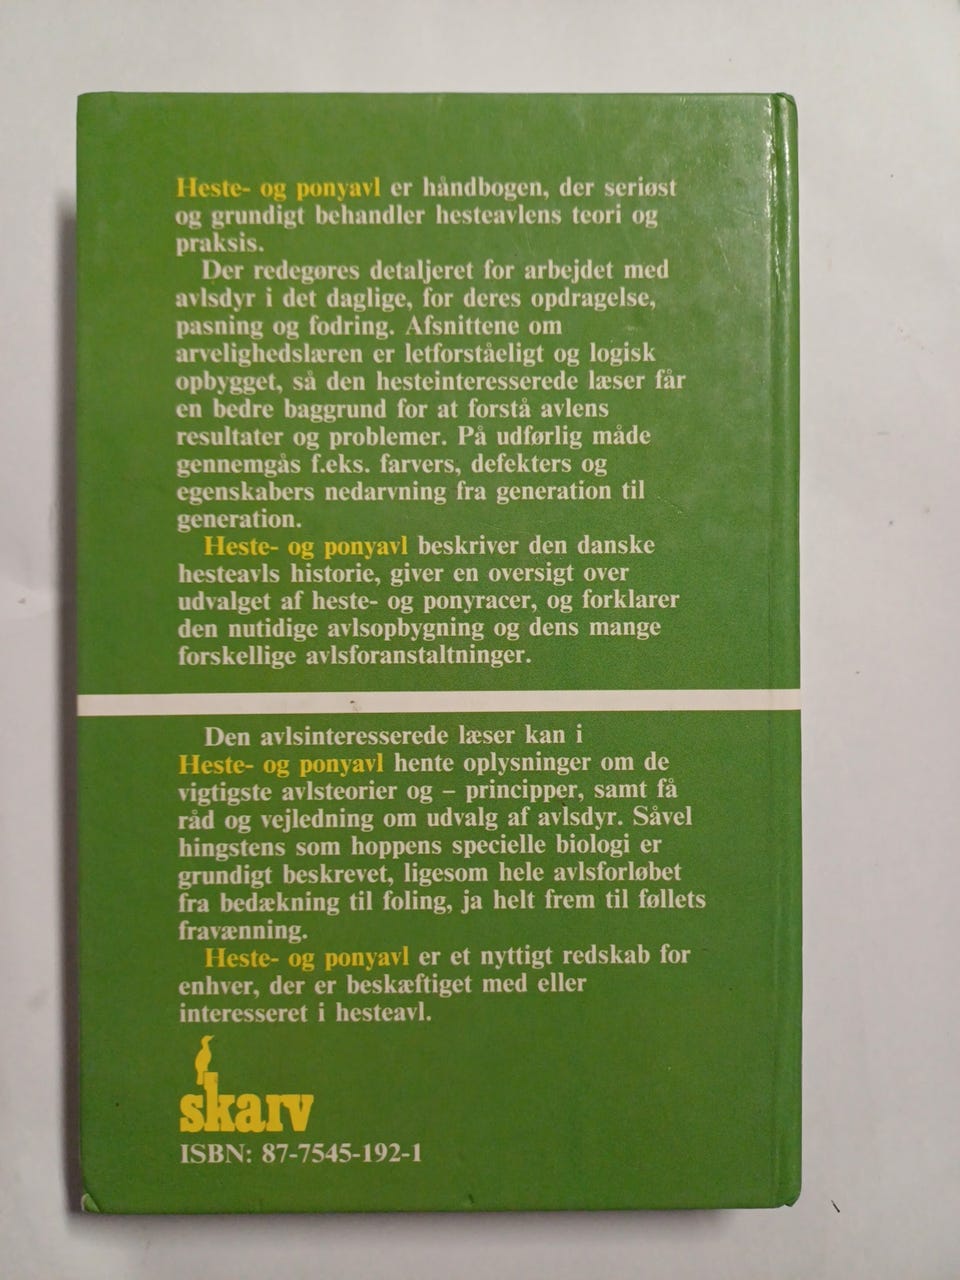 Heste- og ponyavl er håndbogen, der seriøst
og grundigt behandler hesteavlens teori og
praksis.
Der redegøres detaljeret for arbejdet med
avlsdyr i det daglige, for deres opdragelse,
pasning og fodring. Afsnittene om
arvelighedslæren er letforståeligt og logisk
opbygget, så den hesteinteresserede læser får
en bedre baggrund for at forstå avlens
resultater og problemer. På udførlig måde
gennemgås f.eks. farvers, defekters og
egenskabers nedarvning fra generation til
generation.
Heste- og ponyavl beskriver den danske
hesteavls historie, giver en oversigt over
udvalget af heste- og ponyracer, og forklarer
den nutidige avlsopbygning og dens mange
forskellige avlsforanstaltninger.
Den avlsinteresserede læser kan i
Heste- og ponyavl hente oplysninger om de
vigtigste avlsteorier og – principper, samt få
råd og vejledning om udvalg af avlsdyr. Såvel
hingstens som hoppens specielle biologi er
grundigt beskrevet, ligesom hele avlsforløbet
fra bedækning til foling, ja helt frem til føllets
fravænning.
Heste- og ponyavl er et nyttigt redskab for
enhver, der er beskæftiget med eller
interesseret i hesteavl.
skarv
ISBN: 87-7545-192-1